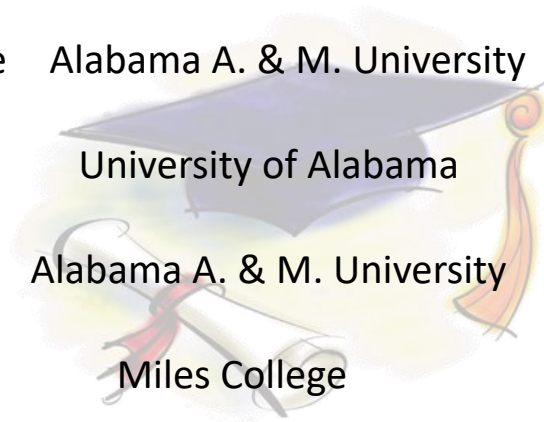 e Alabama A. & M. University
University of Alabama
Alabama A. & M. University
Miles College